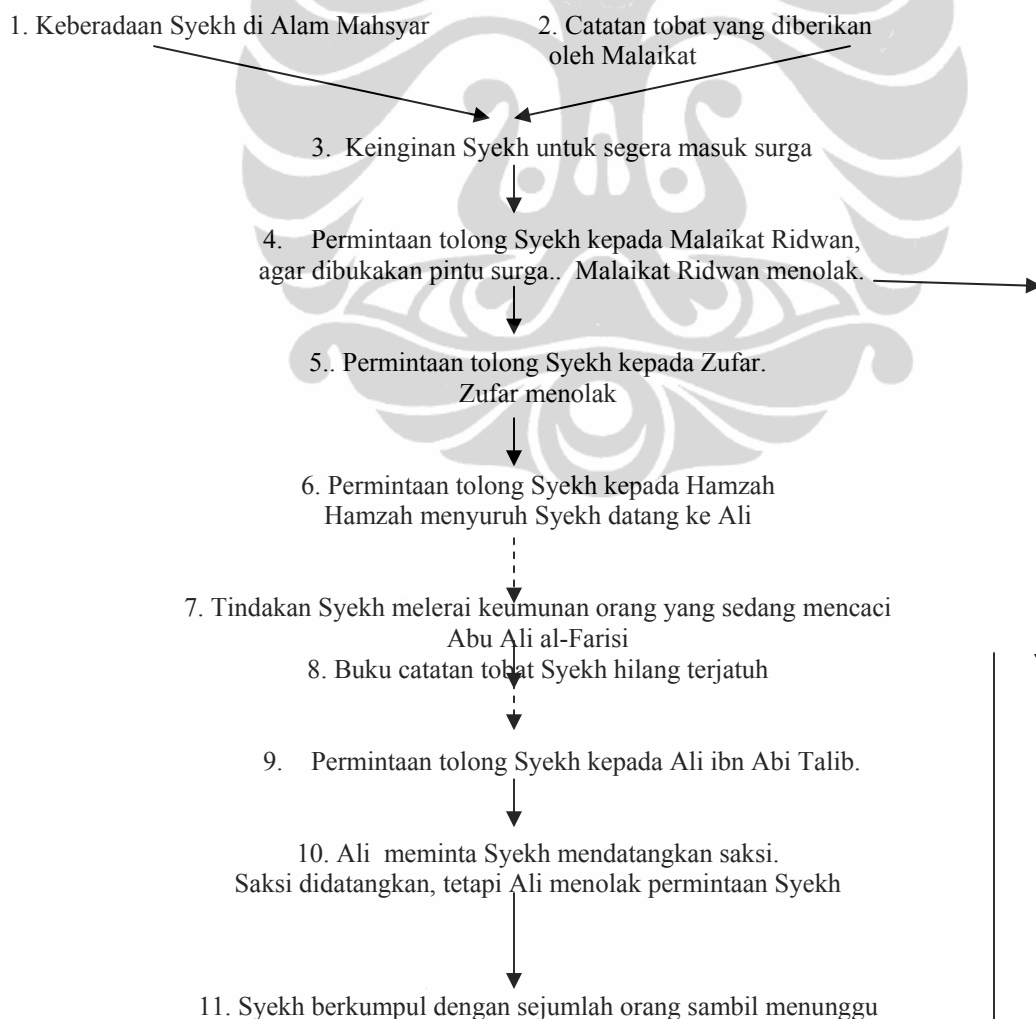 1. Keberadaan Syekh di Alam Mahsyar
2. Catatan tobat yang diberikan
oleh Malaikat
3. Keinginan Syekh untuk segera masuk surga
4. Permintaan tolong Syekh kepada Malaikat Ridwan,
agar dibukakan pintu surga.. Malaikat Ridwan menolak.
5.. Permintaan tolong Syekh kepada Zufar.
Zufar menolak
6. Permintaan tolong Syekh kepada Hamzah
Hamzah menyuruh Syekh datang ke Ali
7. Tindakan Syekh melerai keumunan orang yang sedang mencaci
Abu Ali al-Farisi
8. Buku catatan tobat Syekh hilang terjatuh
9. Permintaan tolong Syekh kepada Ali ibn Abi Talib.
10. Ali meminta Syekh mendatangkan saksi.
Saksi didatangkan, tetapi Ali menolak permintaan Syekh
11. Syekh berkumpul dengan sejumlah orang sambil menunggu